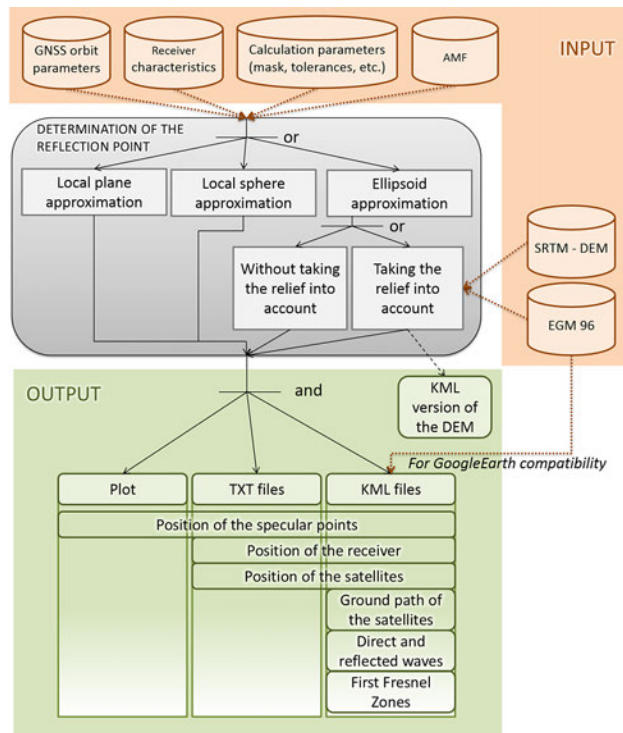 INPUT
GNSS orbit
parameters
Receiver
characteristics
Calculation parameters
(mask, tolerances, etc.)
AMF
DETERMINATION OF THE
REFLECTION POINT
or
Local plane
approximation
Local sphere
approximation
Ellipsoid
approximation
or
Without taking
the relief into
account
Taking the
relief into
account
SRTM - DEM
EGM 96
OUTPUT
and
KML
version of
the DEM
For GoogleEarth compatibility
Plot
TXT files
KML files
Position of the specular points
Position of the receiver
Position of the satellites
Ground path of
the satellites
Direct and
reflected waves
First Fresnel
Zones